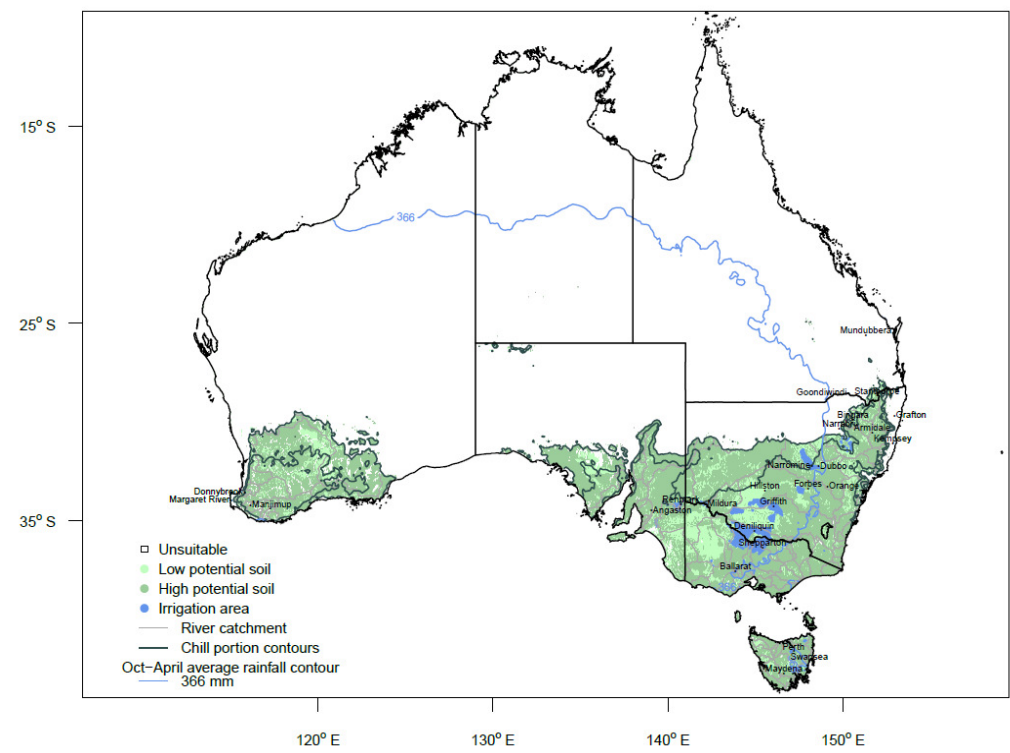 15° S
366
25° S
Mundubbera
Goondiwindi
Stanthorpe
Bingara
Grafton
Narrabri
Armidale
Kempsey
Narromine
Dubbo
Donnybrook
Margaret River
Manjimup
Hillston
Forbes
Orange
Renmark
Mildura
Griffith
Angaston
35° S
Deniliquin
Shepparton
Ballarat
366
Unsuitable
Low potential soil
High potential soil
Irrigation area
River catchment
Chill portion contours
Oct−April average rainfall contour
366 mm
Perth
Swansea
Maydena
120° E
130° E
140° E
150° E